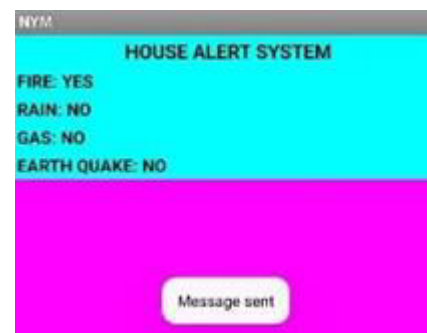 NYM
HOUSE ALERT SYSTEM
FIRE: YES
RAIN: NO
GAS: NO
EARTH QUAKE: NO
Message sent